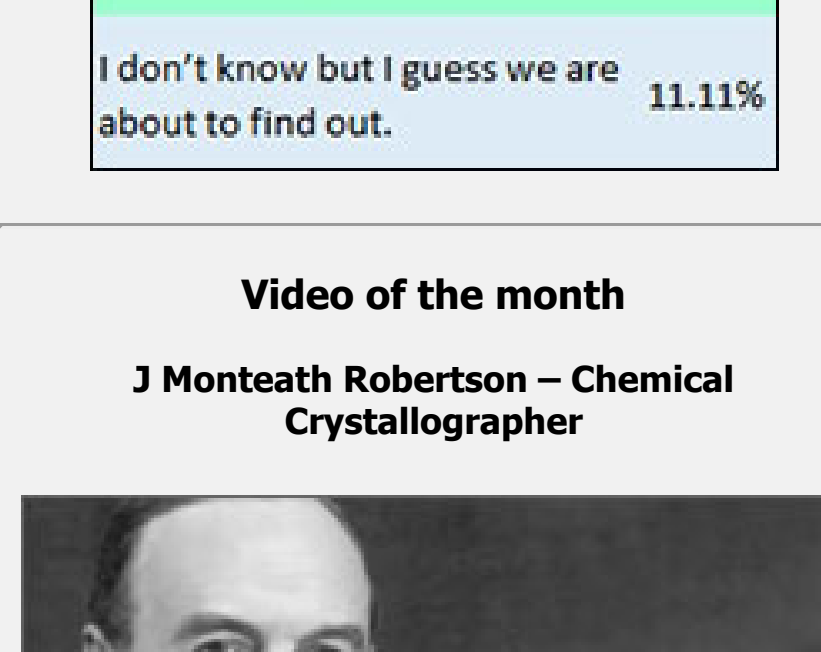 I don’t know but I guess we are
about to find out.
11.11%
Video of the month
J Monteath Robertson – Chemical
Crystallographer